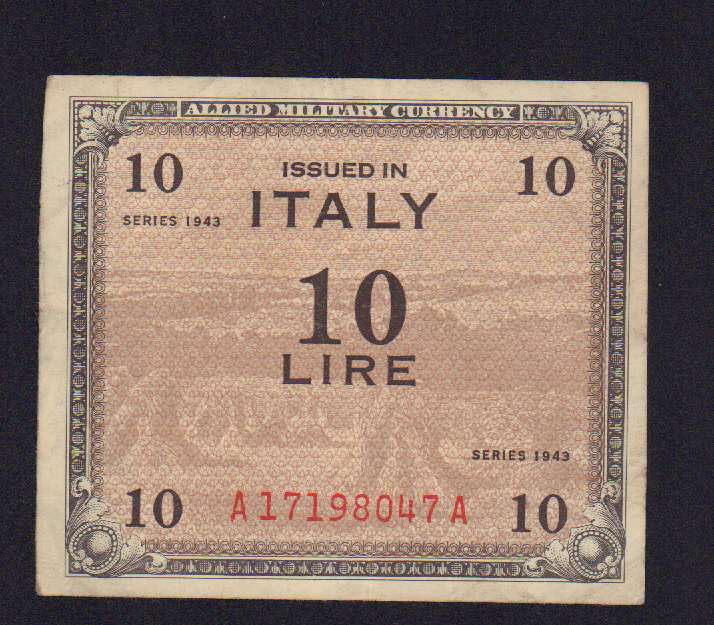 ALLIED MILITARY CURRENCY
10 ISSUED IN 10
SERIES 1943 ITALY
10
LIRE
SERIES 1943
10 A17198047A 10